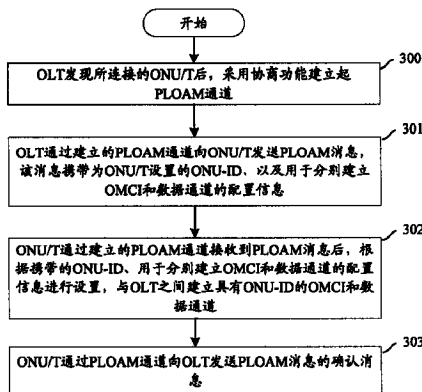 开始
300
OLT发现所连接的ONU/T后,采用协商功能建立起
PLOAM通道
301
OLT通过建立的PLOAM通道向ONU/T发送PLOAM消息,
该消息携带为ONU/T设置的ONU-ID、以及用于分别建立
OMCI和数据通道的配置信息
302
ONU/T通过建立的PLOAM通道接收到PLOAM消息后,根
据携带的ONU-ID、用于分别建立OMCI和数据通道的配置
信息进行设置,与OLT之间建立具有ONU-ID的OMCI和数
据通道
303
ONU/T通过PLOAM通道向OLT发送PLOAM消息的确认消
息